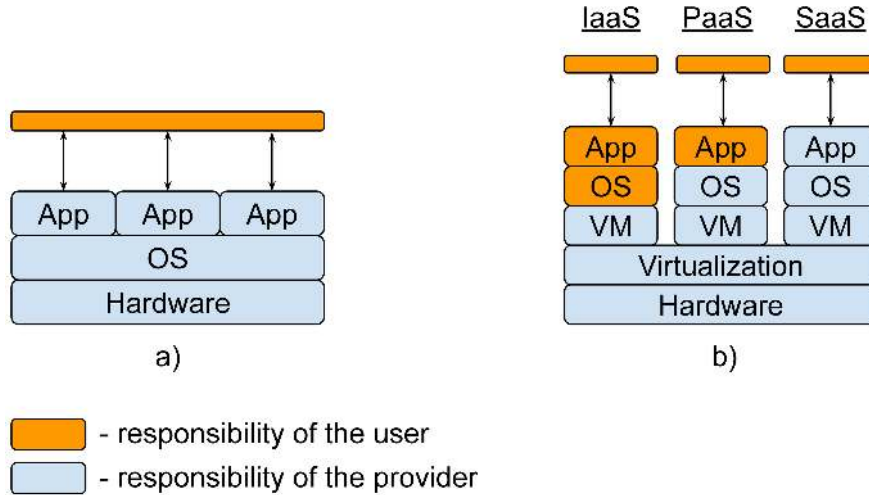 IaaS PaaS SaaS
App App App
OS
Hardware
a)
App App App
OS OS OS
VM VM VM
Virtualization
Hardware
b)
- responsibility of the user
- responsibility of the provider